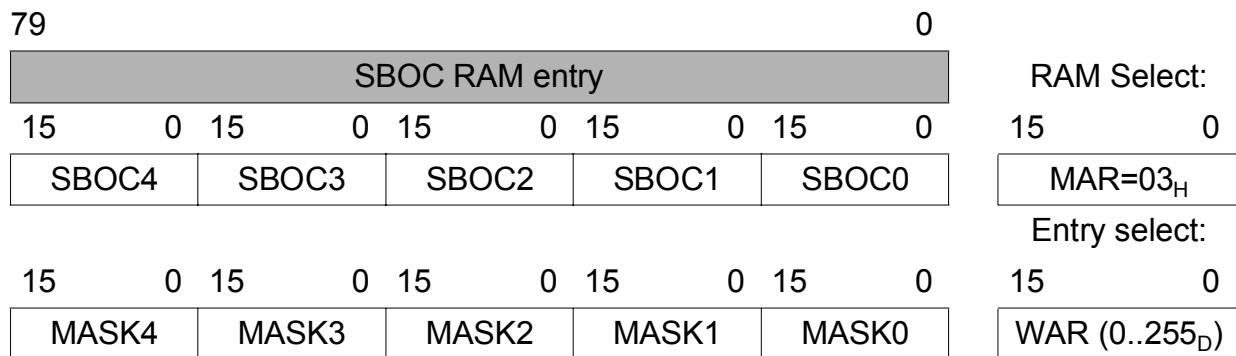 79 0
SBOC RAM entry RAM Select:
15 0 15 0 15 0 15 0 15 0 15 0
SBOC4 SBOC3 SBOC2 SBOC1 SBOC0 MAR=03H
Entry select:
15 0 15 0 15 0 15 0 15 0 15 0
MASK4 MASK3 MASK2 MASK1 MASK0 WAR (0..255D)